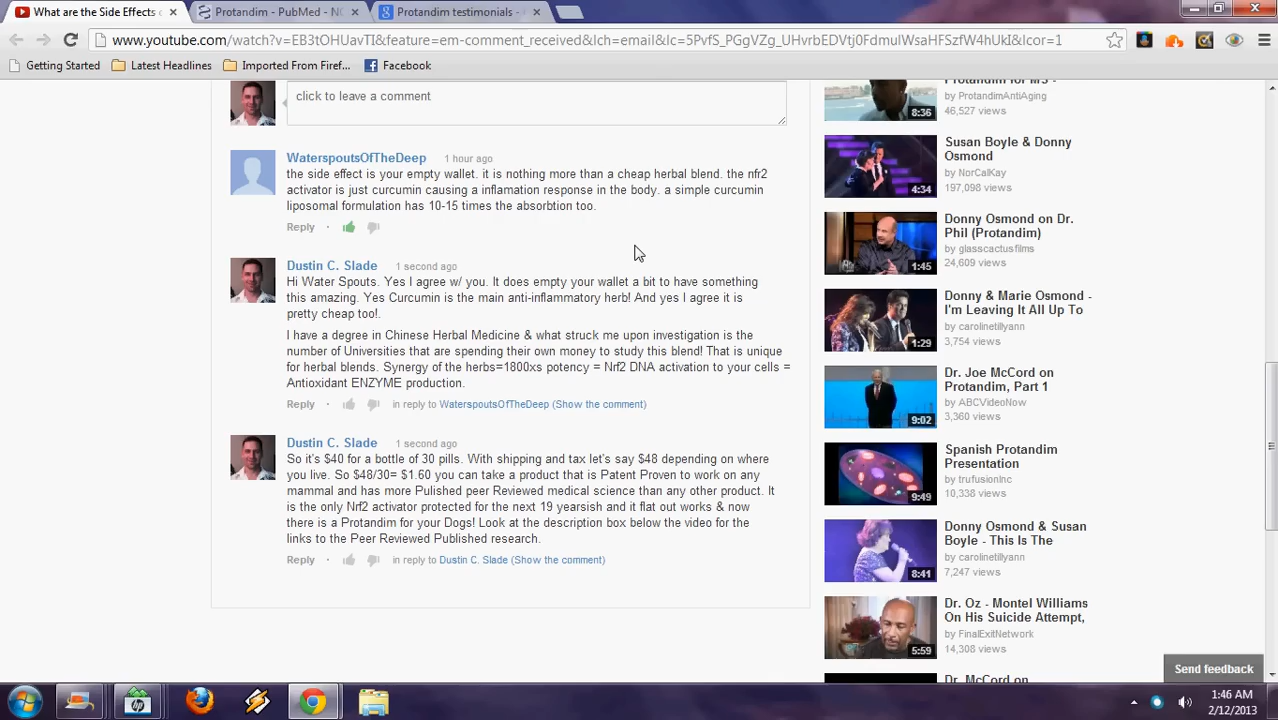 What are the Side Effects
Protandim - PubMed - NC
Protandim testimonials -
www.youtube.com/watch?v=EB3tOHUavTI&feature=em-comment_received&lch=email&lc=5PvfS_PGgVZg_UHvrbEDVtj0FdmulWsaHFSzfW4hUkI&lcor=1
Getting Started
Latest Headlines
Imported From Firef...
Facebook
click to leave a comment
WaterspoutsOfTheDeep 1 hour ago
the side effect is your empty wallet. it is nothing more than a cheap herbal blend. the nfr2
activator is just curcumin causing a inflamation response in the body. a simple curcumin
liposomal formulation has 10-15 times the absorbtion too.
Reply
Dustin C. Slade 1 second ago
Hi Water Spouts. Yes I agree w/ you. It does empty your wallet a bit to have something
this amazing. Yes Curcumin is the main anti-inflammatory herb! And yes I agree it is
pretty cheap too!.
I have a degree in Chinese Herbal Medicine & what struck me upon investigation is the
number of Universities that are spending their own money to study this blend! That is unique
for herbal blends. Synergy of the herbs=1800xs potency = Nrf2 DNA activation to your cells =
Antioxidant ENZYME production.
Reply in reply to WaterspoutsOfTheDeep (Show the comment)
Dustin C. Slade 1 second ago
So it's $40 for a bottle of 30 pills. With shipping and tax let's say $48 depending on where
you live. So $48/30= $1.60 you can take a product that is Patent Proven to work on any
mammal and has more Pulished peer Reviewed medical science than any other product. It
is the only Nrf2 activator protected for the next 19 yearsish and it flat out works & now
there is a Protandim for your Dogs! Look at the description box below the video for the
links to the Peer Reviewed Published research.
Reply in reply to Dustin C. Slade (Show the comment)
Protandim for MS -
by ProtandimAntiAging
46,527 views
8:36
Susan Boyle & Donny
Osmond
by NorCalKay
197,098 views
4:34
Donny Osmond on Dr.
Phil (Protandim)
by glasscactusfilms
24,609 views
1:45
Donny & Marie Osmond -
I'm Leaving It All Up To
by carolinetillyann
3,754 views
1:29
Dr. Joe McCord on
Protandim, Part 1
by ABCVideoNow
3,360 views
9:02
Spanish Protandim
Presentation
by trufusionInc
10,338 views
9:49
Donny Osmond & Susan
Boyle - This Is The
by carolinetillyann
7,247 views
8:41
Dr. Oz - Montel Williams
On His Suicide Attempt,
by FinalExitNetwork
14,308 views
5:59
Dr. McCord on
Send feedback
1:46 AM
2/12/2013